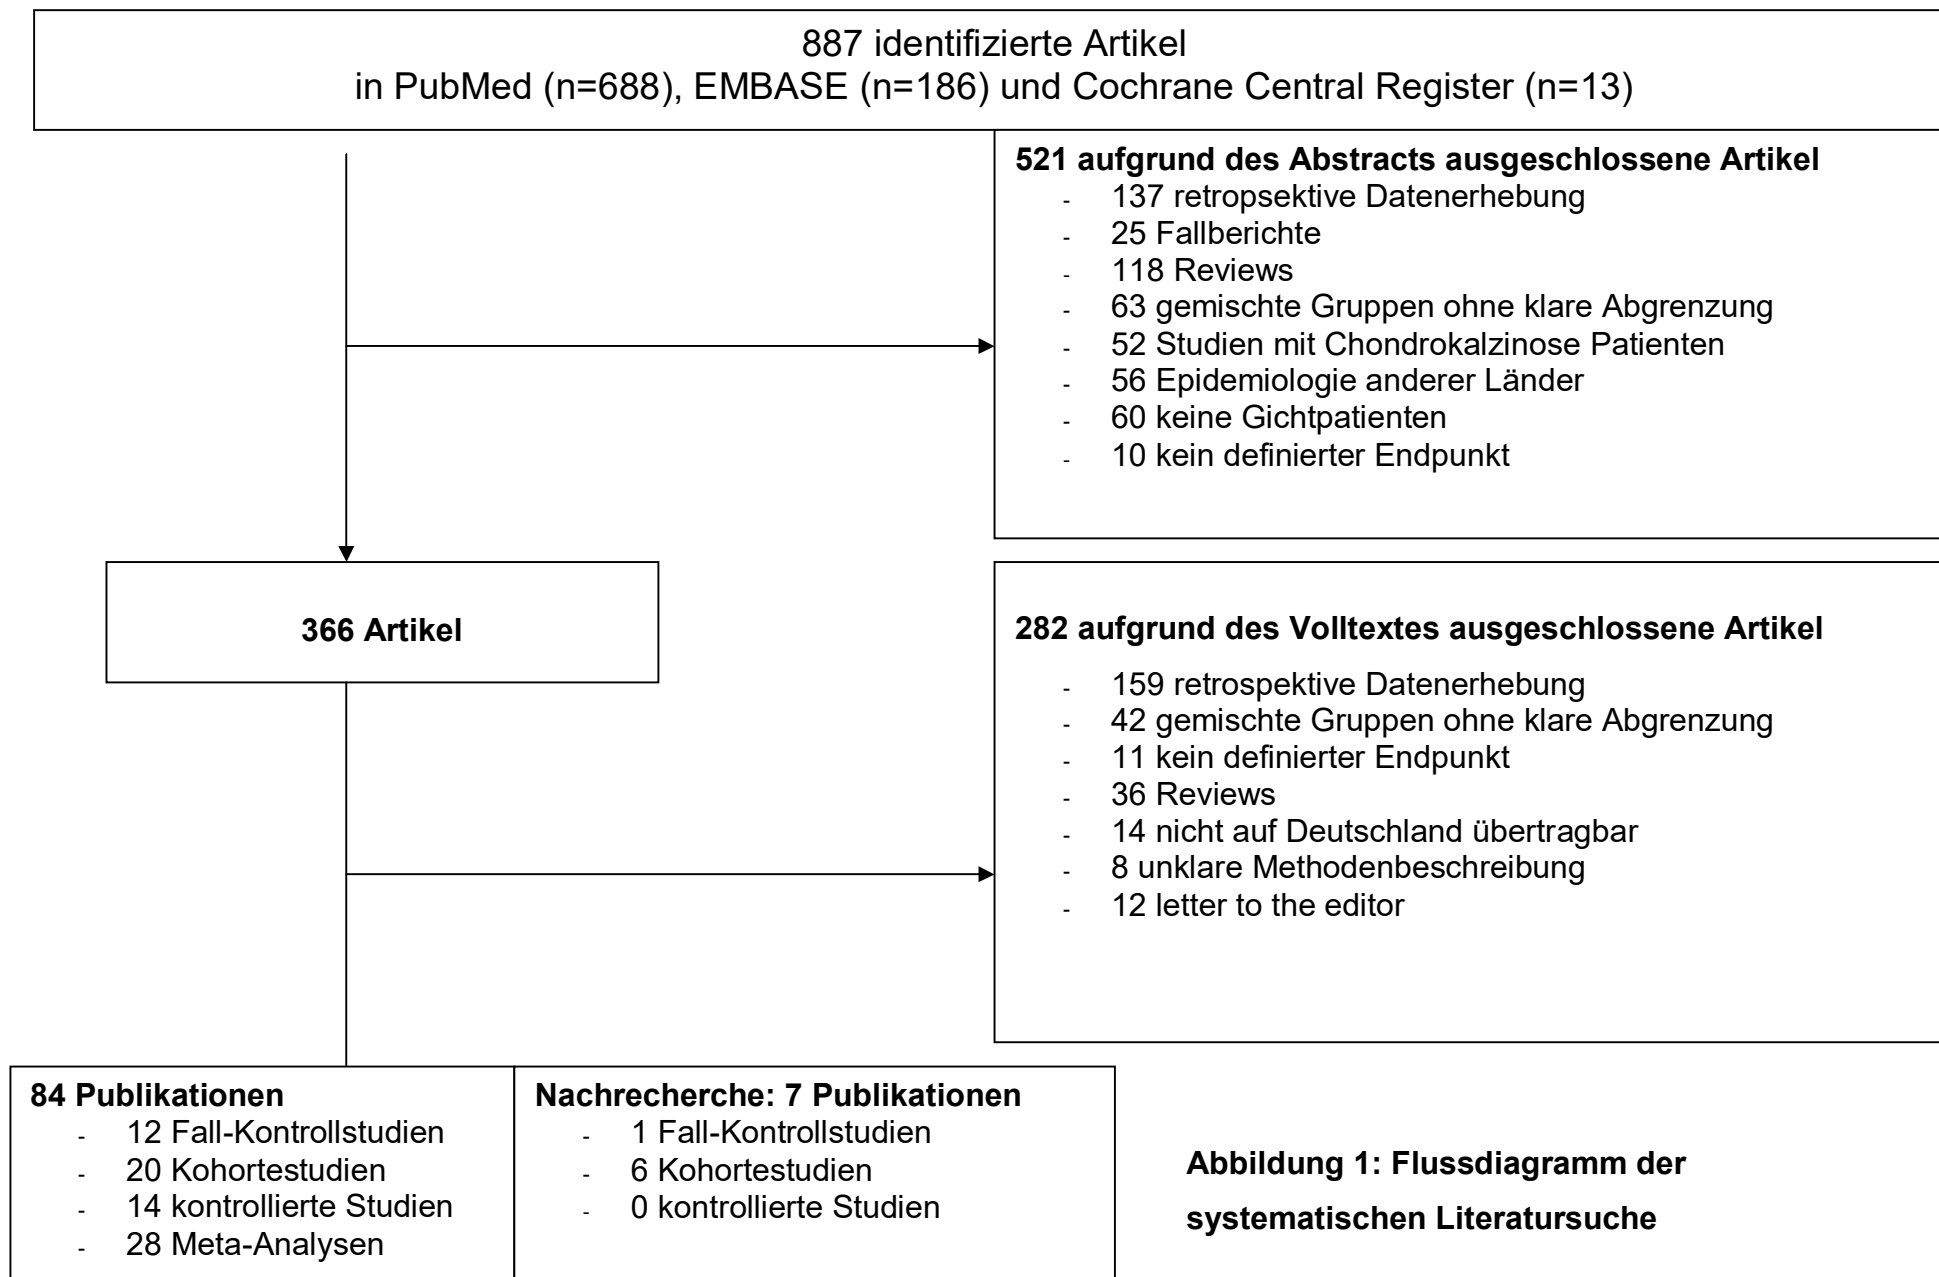 887 identifizierte Artikel
in PubMed (n=688), EMBASE (n=186) und Cochrane Central Register (n=13)
521 aufgrund des Abstracts ausgeschlossene Artikel
- 137 retropsektive Datenerhebung
- 25 Fallberichte
- 118 Reviews
- 63 gemischte Gruppen ohne klare Abgrenzung
- 52 Studien mit Chondrokalzinose Patienten
- 56 Epidemiologie anderer Länder
- 60 keine Gichtpatienten
- 10 kein definierter Endpunkt
366 Artikel
282 aufgrund des Volltextes ausgeschlossene Artikel
- 159 retrospektive Datenerhebung
- 42 gemischte Gruppen ohne klare Abgrenzung
- 11 kein definierter Endpunkt
- 36 Reviews
- 14 nicht auf Deutschland übertragbar
- 8 unklare Methodenbeschreibung
- 12 letter to the editor
84 Publikationen
- 12 Fall-Kontrollstudien
- 20 Kohortestudien
- 14 kontrollierte Studien
- 28 Meta-Analysen
Nachrecherche: 7 Publikationen
- 1 Fall-Kontrollstudien
- 6 Kohortestudien
- 0 kontrollierte Studien
Abbildung 1: Flussdiagramm der
systematischen Literatursuche